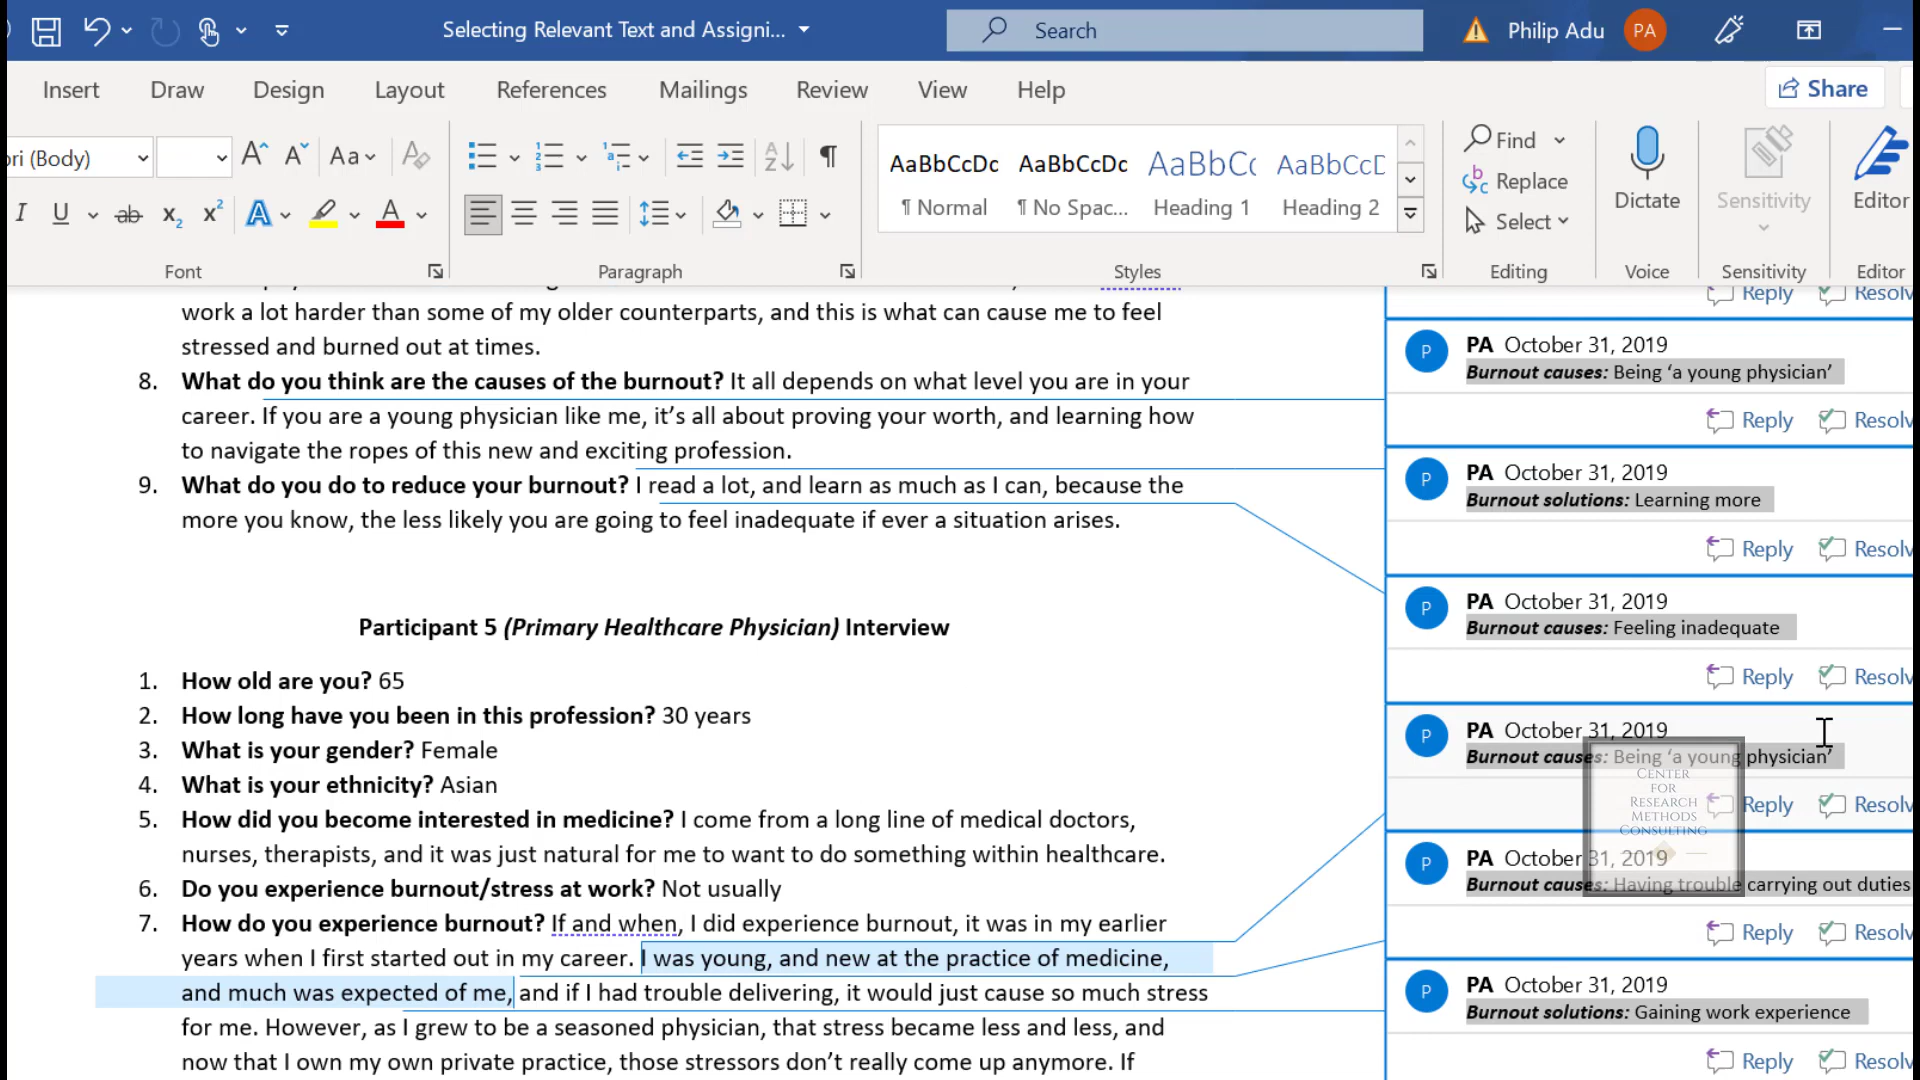 Selecting Relevant Text and Assigni...
Search
Philip Adu
PA
Insert
Draw
Design
Layout
References
Mailings
Review
View
Help
Share
ri (Body)
Aa
AaBbCcDc
AaBbCcDc
AaBbC
AaBbCcD
¶ Normal
¶ No Spac...
Heading 1
Heading 2
Find
Replace
Select
Dictate
Sensitivity
Editor
Font
Paragraph
Styles
Editing
Voice
Sensitivity
Editor
work a lot harder than some of my older counterparts, and this is what can cause me to feel
stressed and burned out at times.
8. What do you think are the causes of the burnout? It all depends on what level you are in your
career. If you are a young physician like me, it’s all about proving your worth, and learning how
to navigate the ropes of this new and exciting profession.
9. What do you do to reduce your burnout? I read a lot, and learn as much as I can, because the
more you know, the less likely you are going to feel inadequate if ever a situation arises.
Participant 5 (Primary Healthcare Physician) Interview
1. How old are you? 65
2. How long have you been in this profession? 30 years
3. What is your gender? Female
4. What is your ethnicity? Asian
5. How did you become interested in medicine? I come from a long line of medical doctors,
nurses, therapists, and it was just natural for me to want to do something within healthcare.
6. Do you experience burnout/stress at work? Not usually
7. How do you experience burnout? If and when, I did experience burnout, it was in my earlier
years when I first started out in my career. I was young, and new at the practice of medicine,
and much was expected of me, and if I had trouble delivering, it would just cause so much stress
for me. However, as I grew to be a seasoned physician, that stress became less and less, and
now that I own my own private practice, those stressors don’t really come up anymore. If
Reply Resolv
P
PA October 31, 2019
Burnout causes: Being ‘a young physician’
Reply Resolv
P
PA October 31, 2019
Burnout solutions: Learning more
Reply Resolv
P
PA October 31, 2019
Burnout causes: Feeling inadequate
Reply Resolv
P
PA October 31, 2019
Burnout causes: Being ‘a young physician’
Reply Resolv
P
PA October 31, 2019
Burnout causes: Having trouble carrying out duties
Reply Resolv
P
PA October 31, 2019
Burnout solutions: Gaining work experience
Reply Resolv
Center
for
Research
Methods
Consulting